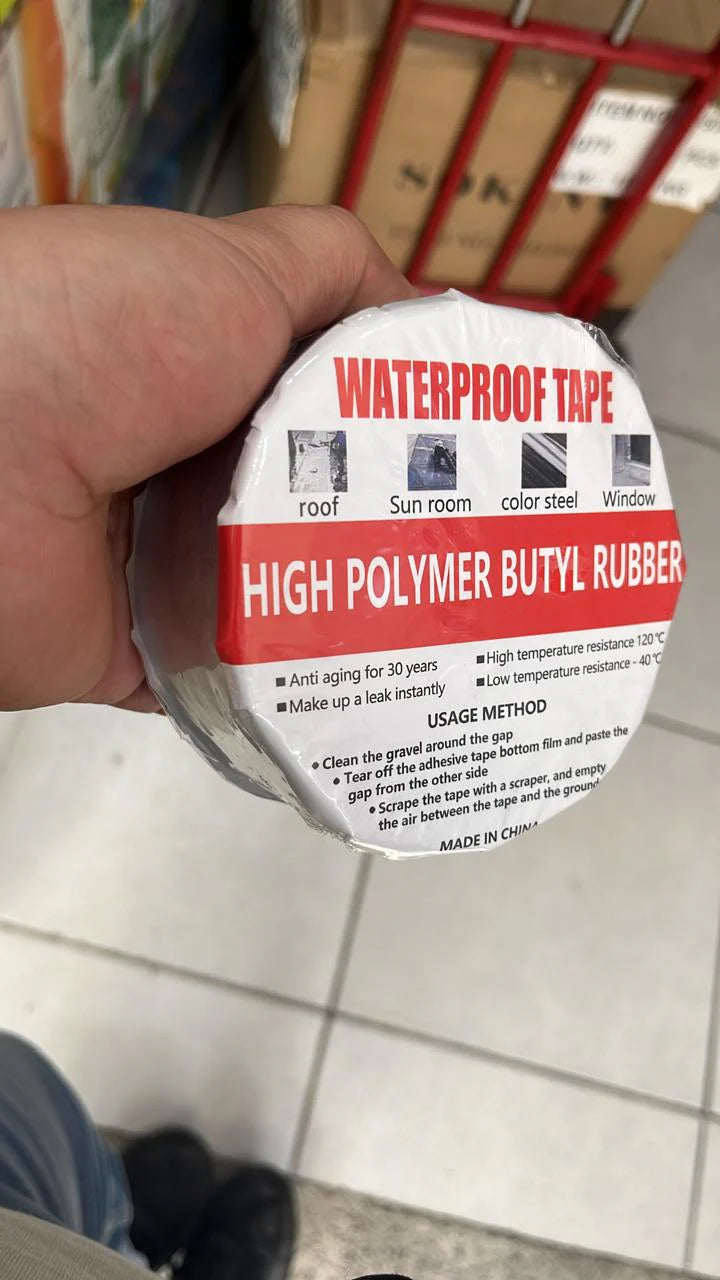 WATERPROOF TAPE
roof Sun room color steel Window
HIGH POLYMER BUTYL RUBBER
■ Anti aging for 30 years
■ Make up a leak instantly
■ High temperature resistance 120℃
■ Low temperature resistance - 40℃
USAGE METHOD
• Clean the gravel around the gap
• Tear off the adhesive tape bottom film and paste the
gap from the other side
• Scrape the tape with a scraper, and empty
the air between the tape and the ground
MADE IN CHINA